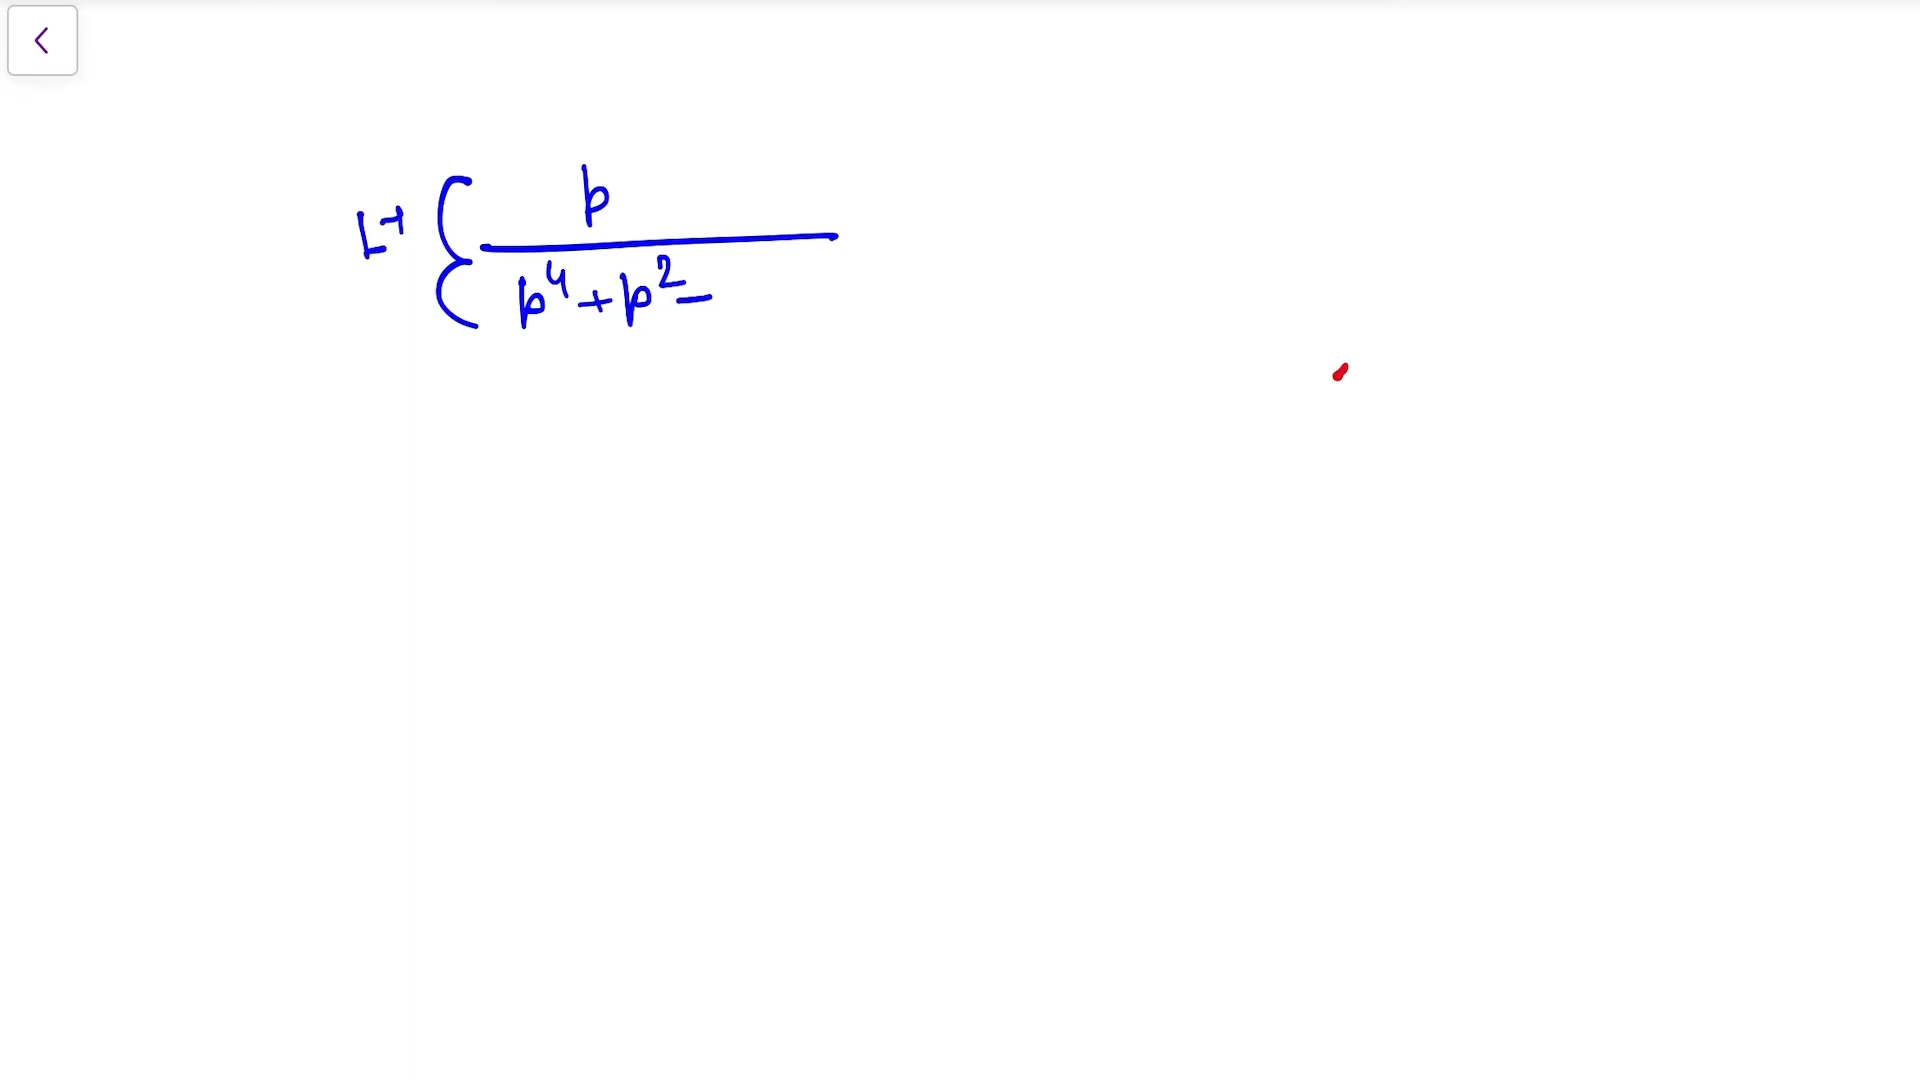 L⁻¹ { p / p⁴ + p² −